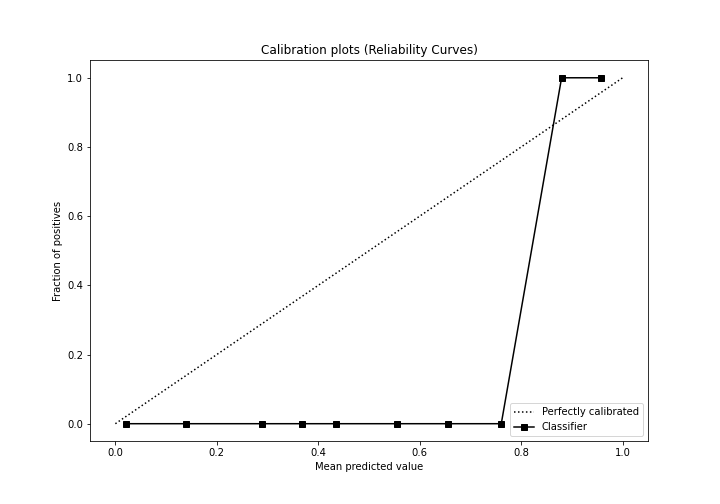 Calibration plots (Reliability Curves)
1.0
0.8
0.6
0.4
0.2
0.0
Fraction of positives
Perfectly calibrated
Classifier
0.0 0.2 0.4 0.6 0.8 1.0
Mean predicted value